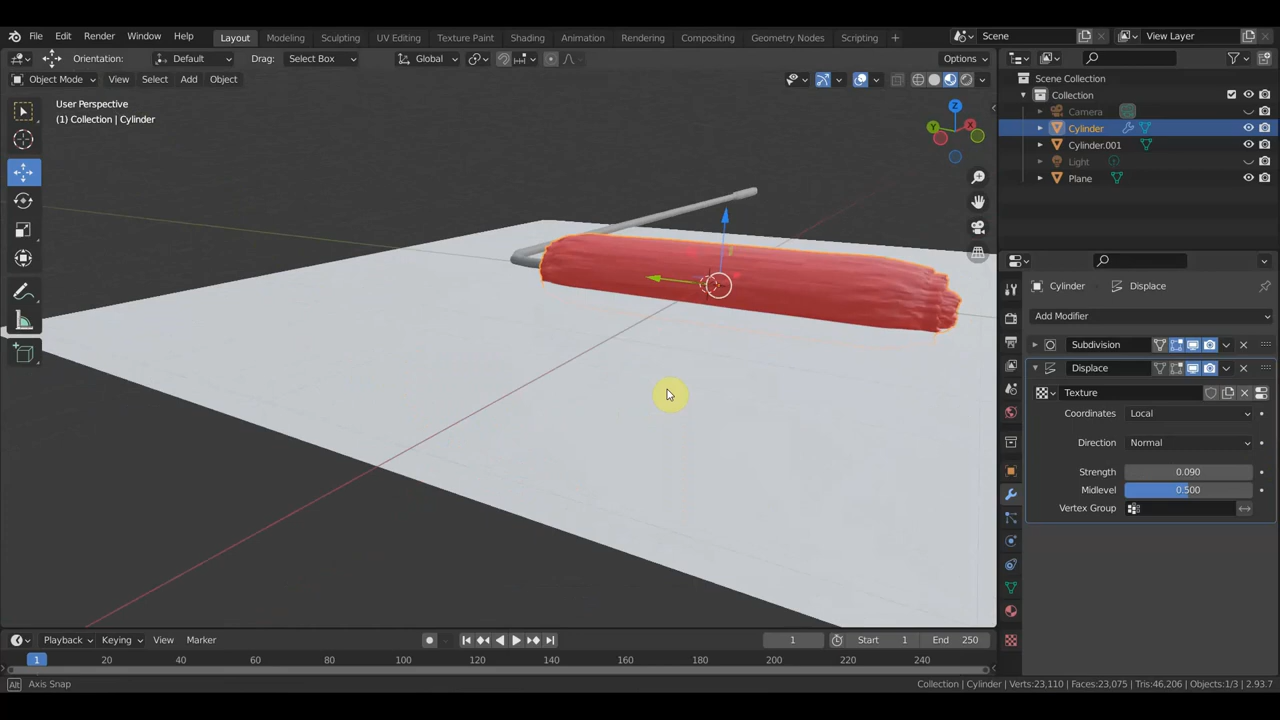 File Edit Render Window Help Layout Modeling Sculpting UV Editing Texture Paint Shading Animation Rendering Compositing Geometry Nodes Scripting + Scene View Layer
Orientation: Default Drag: Select Box Global Options
Object Mode View Select Add Object
User Perspective
(1) Collection | Cylinder
Z
Y
X
Scene Collection
Collection
Camera
Cylinder
Cylinder.001
Light
Plane
Cylinder Displace
Add Modifier
Subdivision
Displace
Texture
Coordinates Local
Direction Normal
Strength 0.090
Midlevel 0.500
Vertex Group
Playback Keying View Marker 1 Start 1 End 250
1 20 40 60 80 100 120 140 160 180 200 220 240
Alt Axis Snap Collection | Cylinder | Verts:23,110 | Faces:23,075 | Tris:46,206 | Objects:1/3 | 2.93.7